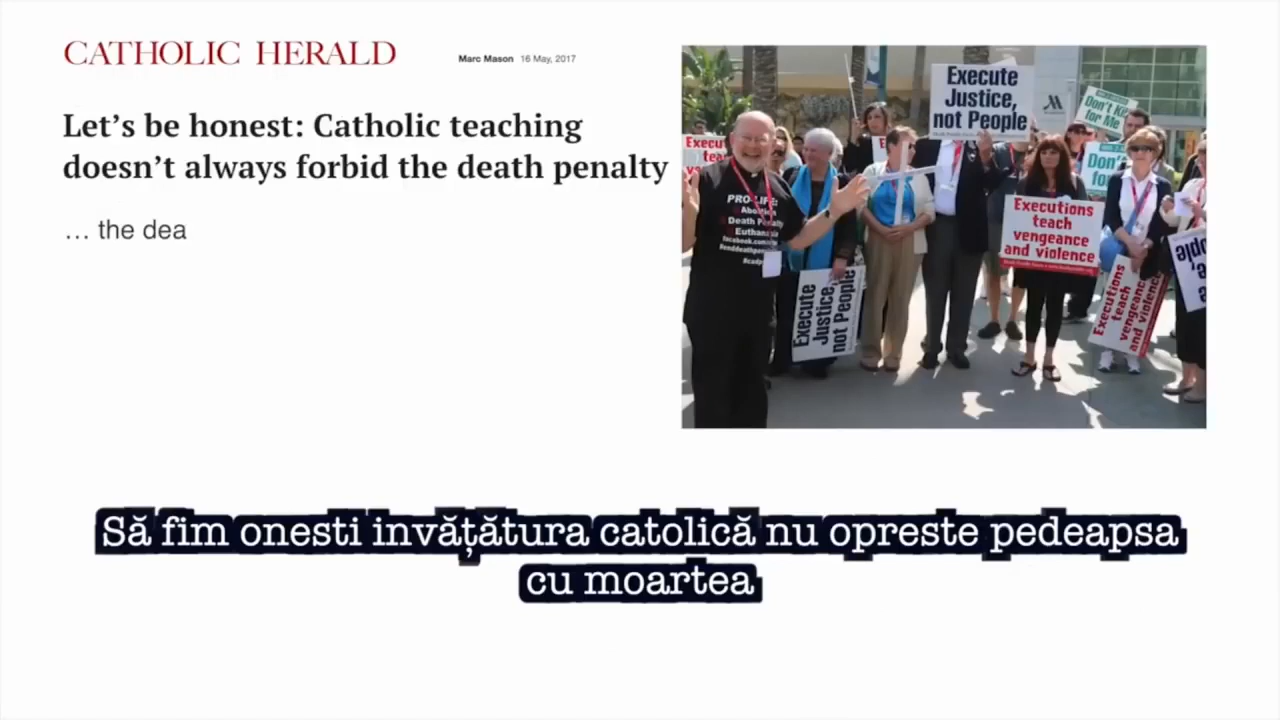 CATHOLIC HERALD
Marc Mason 16 May, 2017
Let's be honest: Catholic teaching
doesn't always forbid the death penalty
… the dea
Execute
Justice,
not People
Don't Kill
for Me
Don't
for
PRO-LIFE:
Death Penalty
Euthanasia
Executions
teach
vengeance
and violence
Execute
Justice,
not People
Executions
teach
vengeance
and violence
Să fim onesti invățătura catolică nu opreste pedeapsa
cu moartea